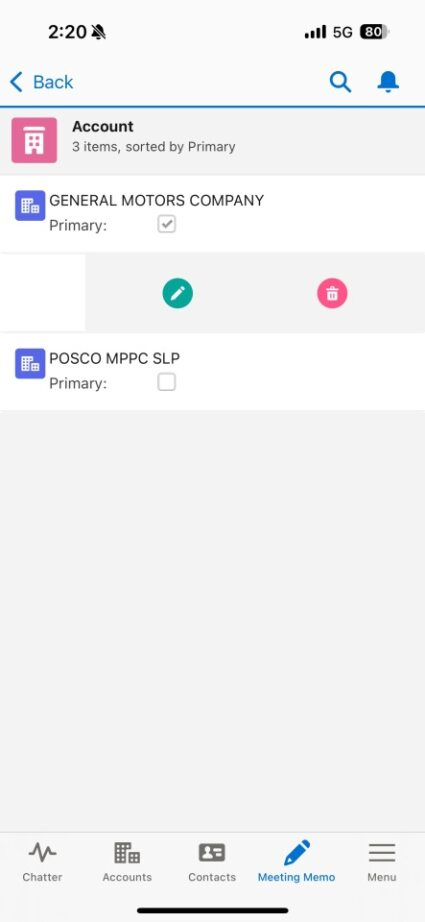 2:20
5G
80
Back
Account
3 items, sorted by Primary
GENERAL MOTORS COMPANY
Primary:
POSCO MPPC SLP
Primary:
Chatter
Accounts
Contacts
Meeting Memo
Menu